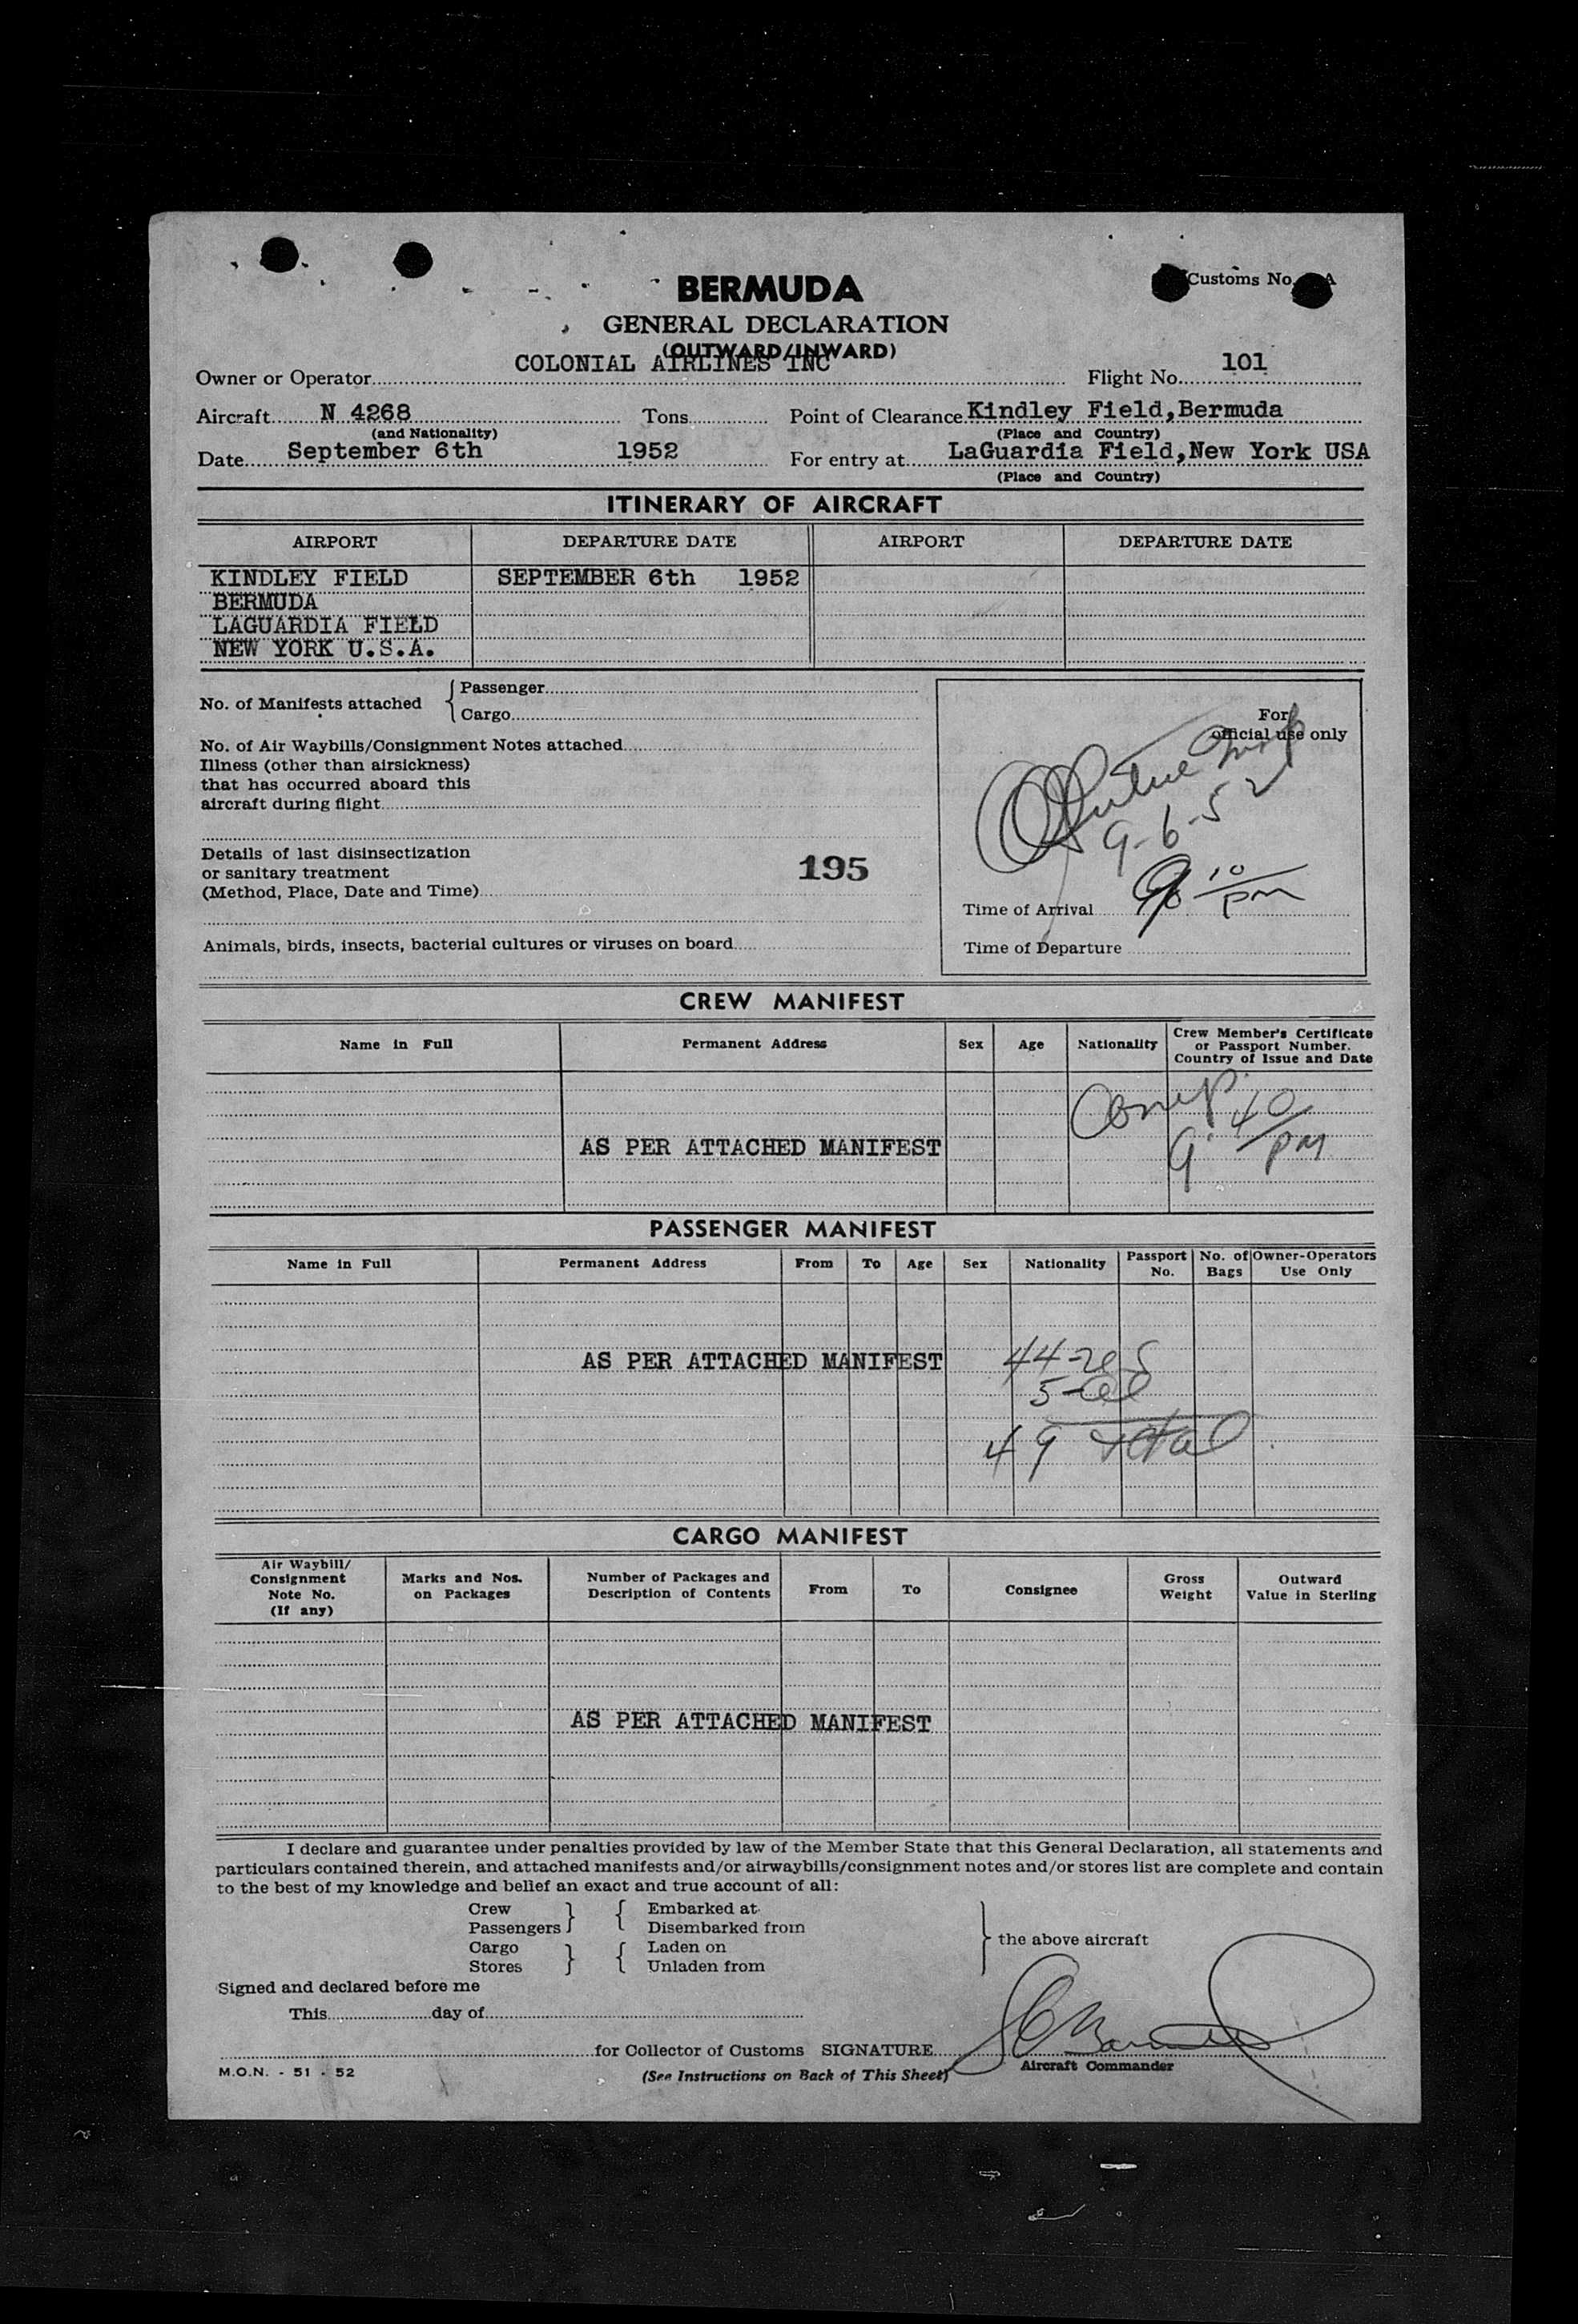 Customs No. A
BERMUDA
GENERAL DECLARATION
(OUTWARD/INWARD)
Owner or Operator COLONIAL AIRLINES INC Flight No. 101
Aircraft N 4268 Tons Point of Clearance Kindley Field, Bermuda
(and Nationality) (Place and Country)
Date September 6th 1952 For entry at LaGuardia Field, New York USA
(Place and Country)
ITINERARY OF AIRCRAFT
AIRPORT DEPARTURE DATE AIRPORT DEPARTURE DATE
KINDLEY FIELD SEPTEMBER 6th 1952
BERMUDA
LAGUARDIA FIELD
NEW YORK U.S.A.
No. of Manifests attached { Passenger
Cargo
For
official use only
No. of Air Waybills/Consignment Notes attached
Illness (other than airsickness)
that has occurred aboard this
aircraft during flight
9-6-52
Details of last disinsectization
or sanitary treatment
(Method, Place, Date and Time)
195
Time of Arrival 10 pm
Animals, birds, insects, bacterial cultures or viruses on board
Time of Departure
CREW MANIFEST
Name in Full Permanent Address Sex Age Nationality Crew Member's Certificate
or Passport Number.
Country of Issue and Date
Comp.
9:40 pm
AS PER ATTACHED MANIFEST
PASSENGER MANIFEST
Name in Full Permanent Address From To Age Sex Nationality Passport No. No. of Bags Owner-Operators Use Only
AS PER ATTACHED MANIFEST 44-
5-
49 total
CARGO MANIFEST
Air Waybill/ Consignment Note No. (If any) Marks and Nos. on Packages Number of Packages and Description of Contents From To Consignee Gross Weight Outward Value in Sterling
AS PER ATTACHED MANIFEST
I declare and guarantee under penalties provided by law of the Member State that this General Declaration, all statements and
particulars contained therein, and attached manifests and/or airwaybills/consignment notes and/or stores list are complete and contain
to the best of my knowledge and belief an exact and true account of all:
Crew } { Embarked at
Passengers Disembarked from
Cargo } { Laden on
Stores Unladen from
} the above aircraft
Signed and declared before me
This day of
for Collector of Customs SIGNATURE
Aircraft Commander
M.O.N. - 51 - 52
(See Instructions on Back of This Sheet)